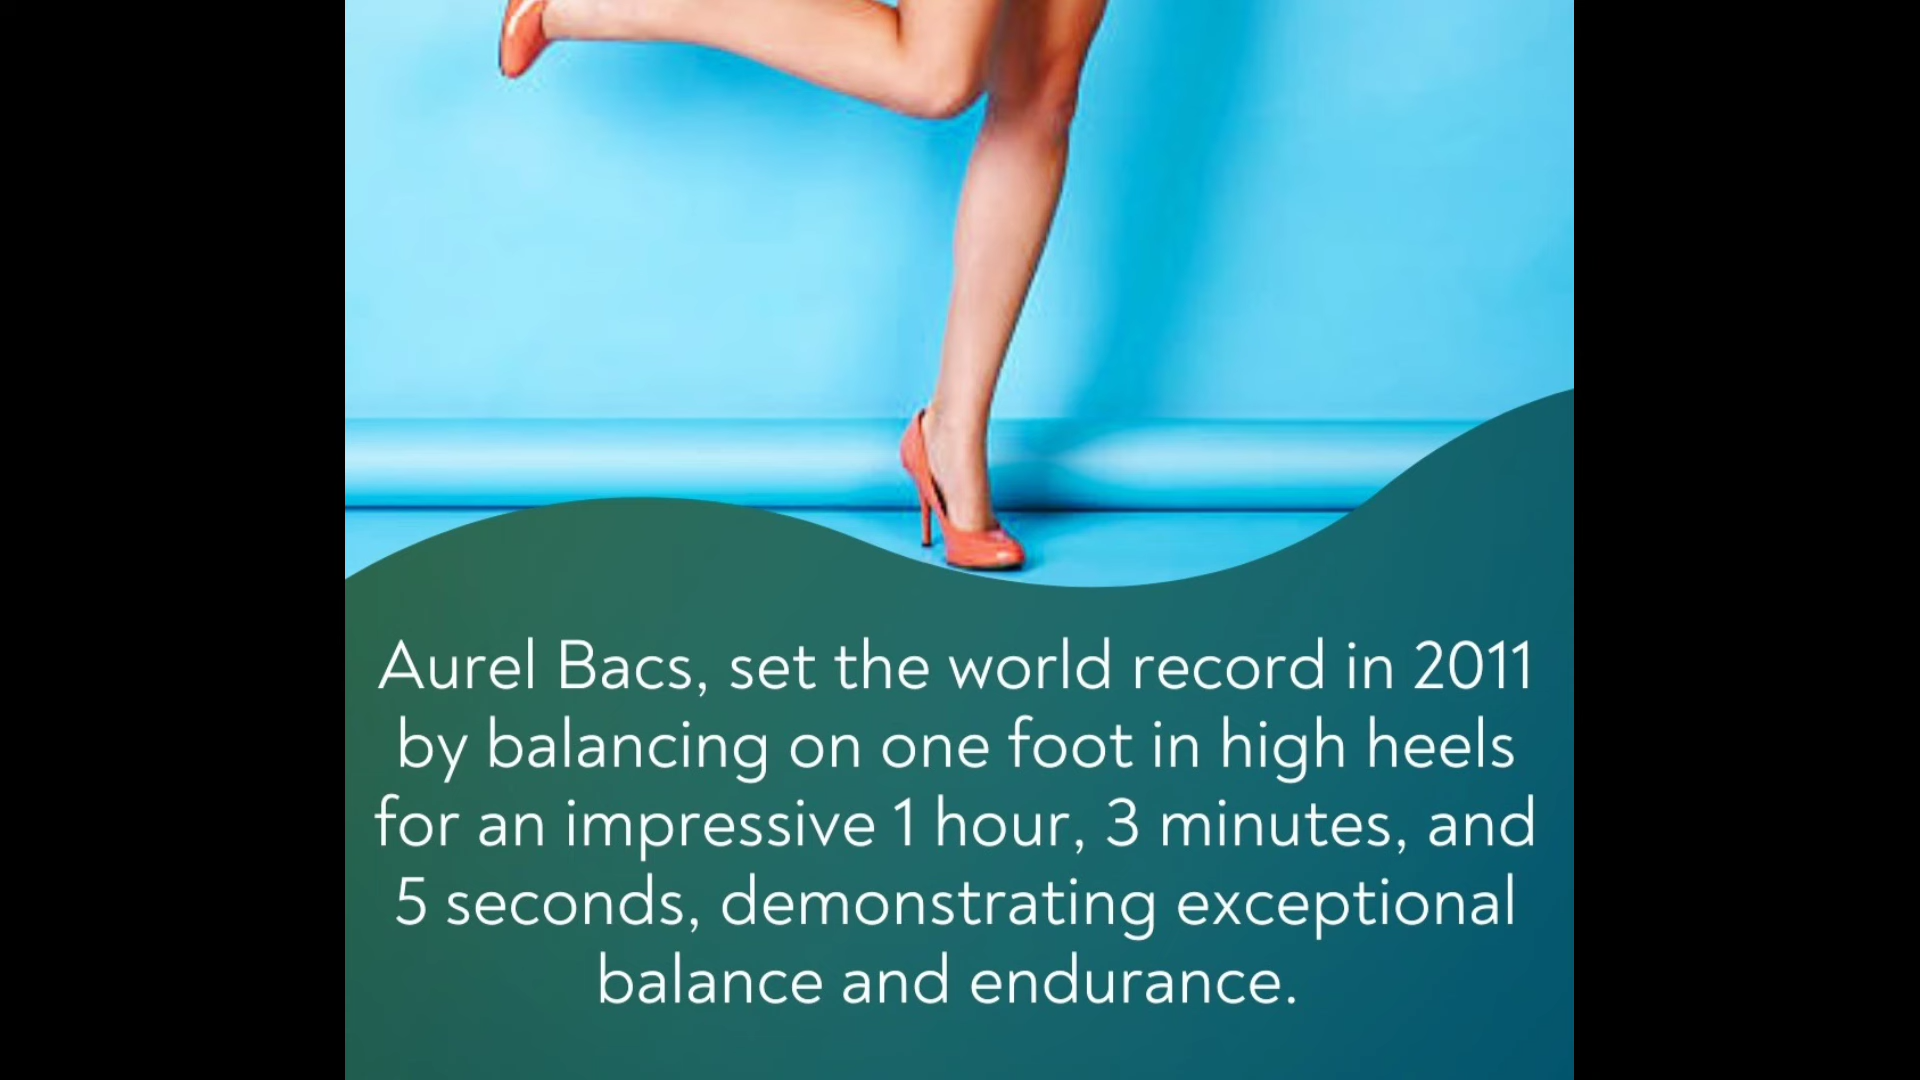 Aurel Bacs, set the world record in 2011
by balancing on one foot in high heels
for an impressive 1 hour, 3 minutes, and
5 seconds, demonstrating exceptional
balance and endurance.